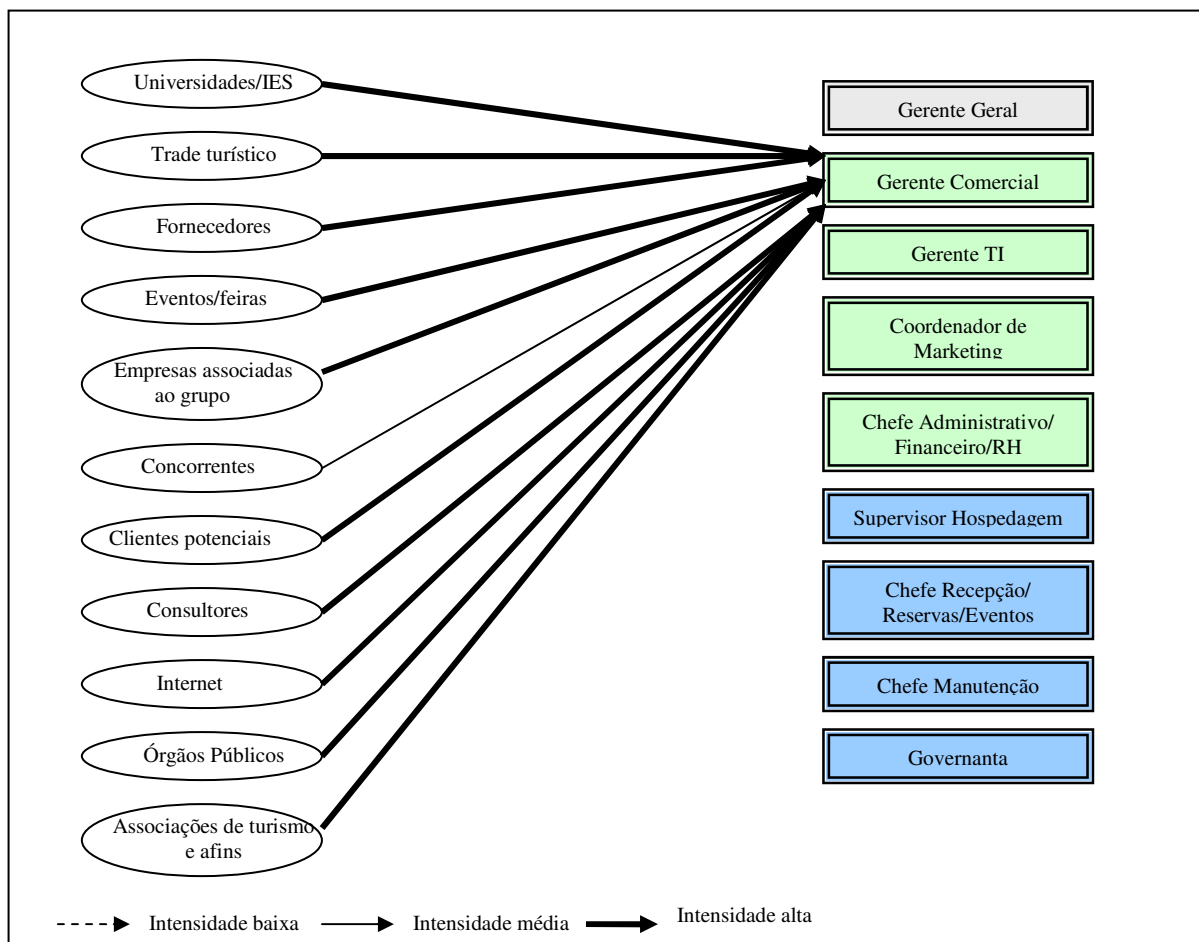 Universidades/IES
Trade turístico
Fornecedores
Eventos/feiras
Empresas associadas
ao grupo
Concorrentes
Clientes potenciais
Consultores
Internet
Órgãos Públicos
Associações de turismo
e afins
Gerente Geral
Gerente Comercial
Gerente TI
Coordenador de
Marketing
Chefe Administrativo/
Financeiro/RH
Supervisor Hospedagem
Chefe Recepção/
Reservas/Eventos
Chefe Manutenção
Governanta
Intensidade baixa
Intensidade média
Intensidade alta